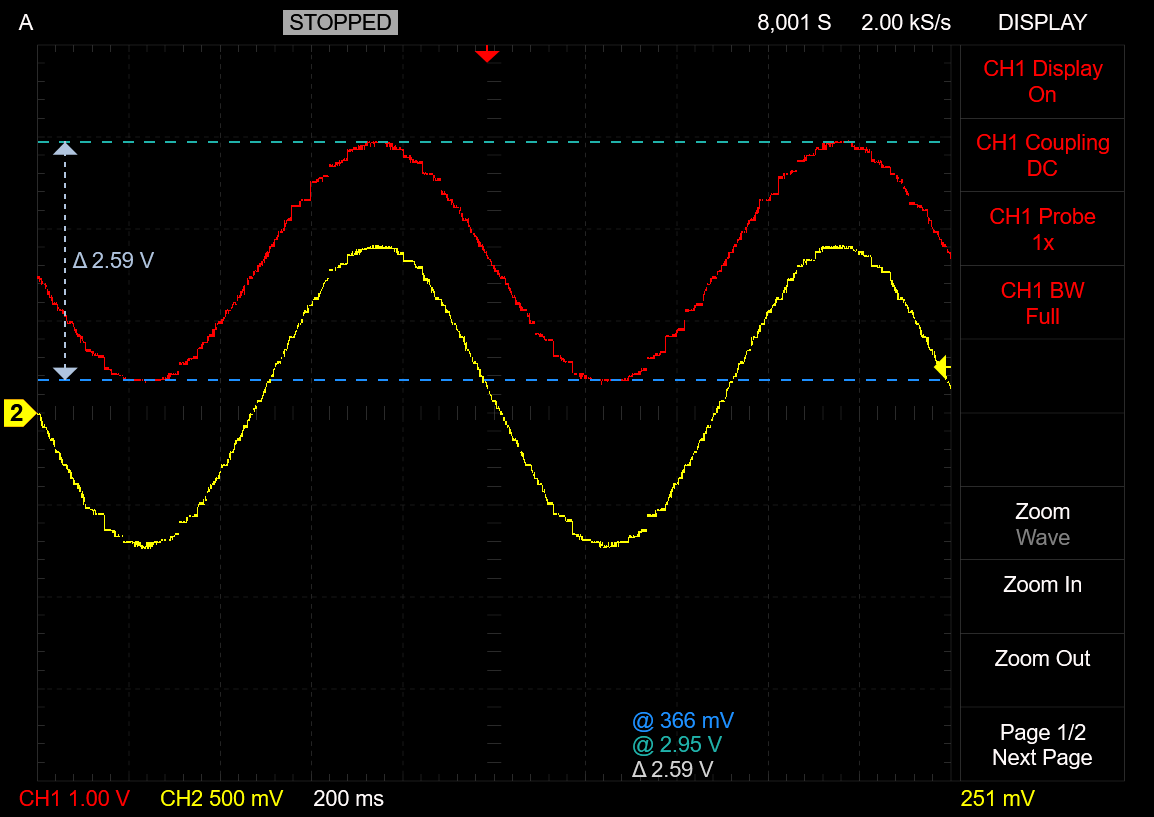 A STOPPED 8,001 S 2.00 kS/s DISPLAY
CH1 Display
On
CH1 Coupling
DC
CH1 Probe
1x
Δ 2.59 V
CH1 BW
Full
2
Zoom
Wave
Zoom In
Zoom Out
@ 366 mV
@ 2.95 V
Δ 2.59 V
Page 1/2
Next Page
CH1 1.00 V CH2 500 mV 200 ms 251 mV